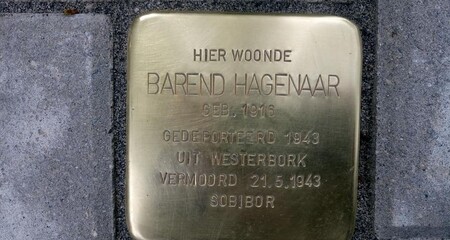 HIER WOONDE
BAREND HAGENAAR
GEB. 1916
GEDEPORTEERD 1943
UIT WESTERBORK
VERMOORD 21.5.1943
SOBIBOR